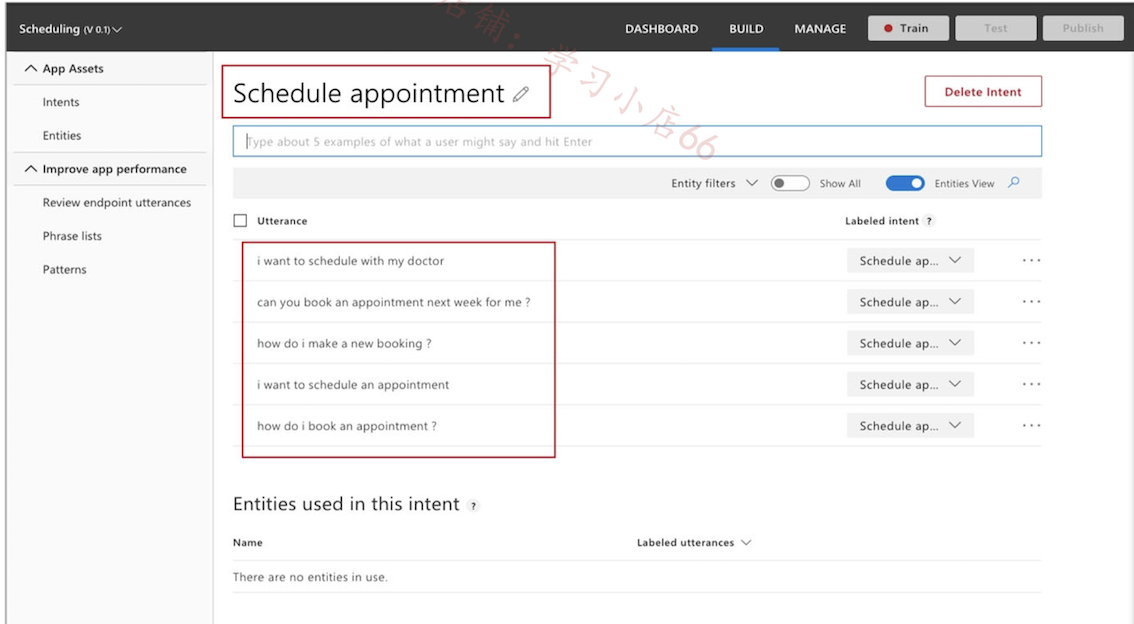 Scheduling (V 0.1)
DASHBOARD BUILD MANAGE Train Test Publish
App Assets
Intents
Entities
Improve app performance
Review endpoint utterances
Phrase lists
Patterns
Schedule appointment
Delete Intent
Type about 5 examples of what a user might say and hit Enter
Entity filters Show All Entities View
Utterance Labeled intent ?
i want to schedule with my doctor Schedule ap... ...
can you book an appointment next week for me ? Schedule ap... ...
how do i make a new booking ? Schedule ap... ...
i want to schedule an appointment Schedule ap... ...
how do i book an appointment ? Schedule ap... ...
Entities used in this intent ?
Name Labeled utterances
There are no entities in use.
店铺：学习小店66